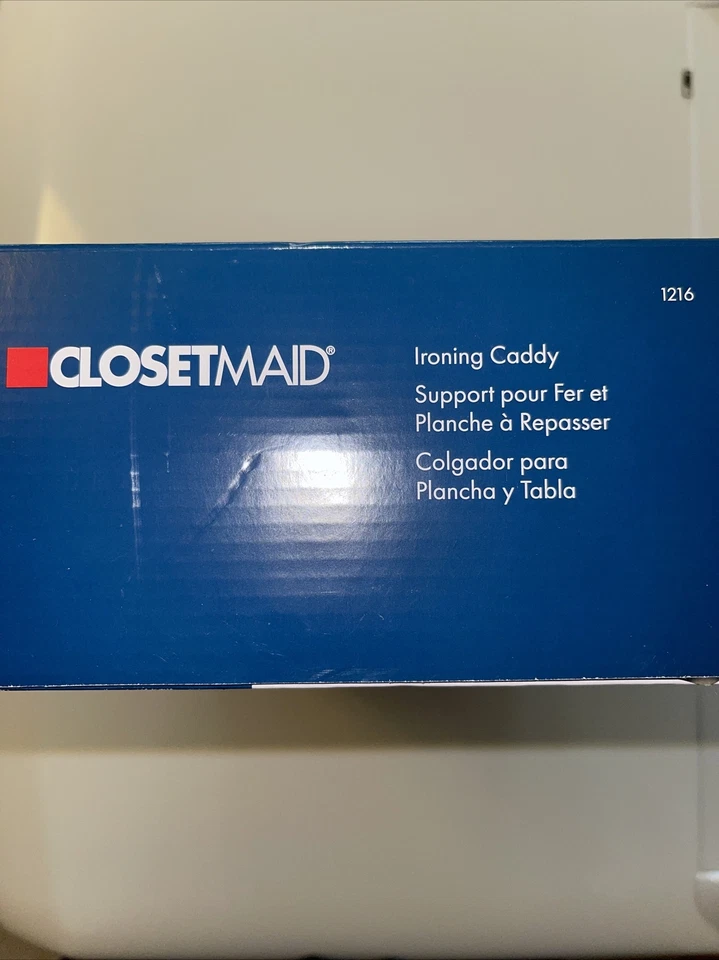 1216
CLOSETMAID®
Ironing Caddy
Support pour Fer et
Planche à Repasser
Colgador para
Plancha y Tabla